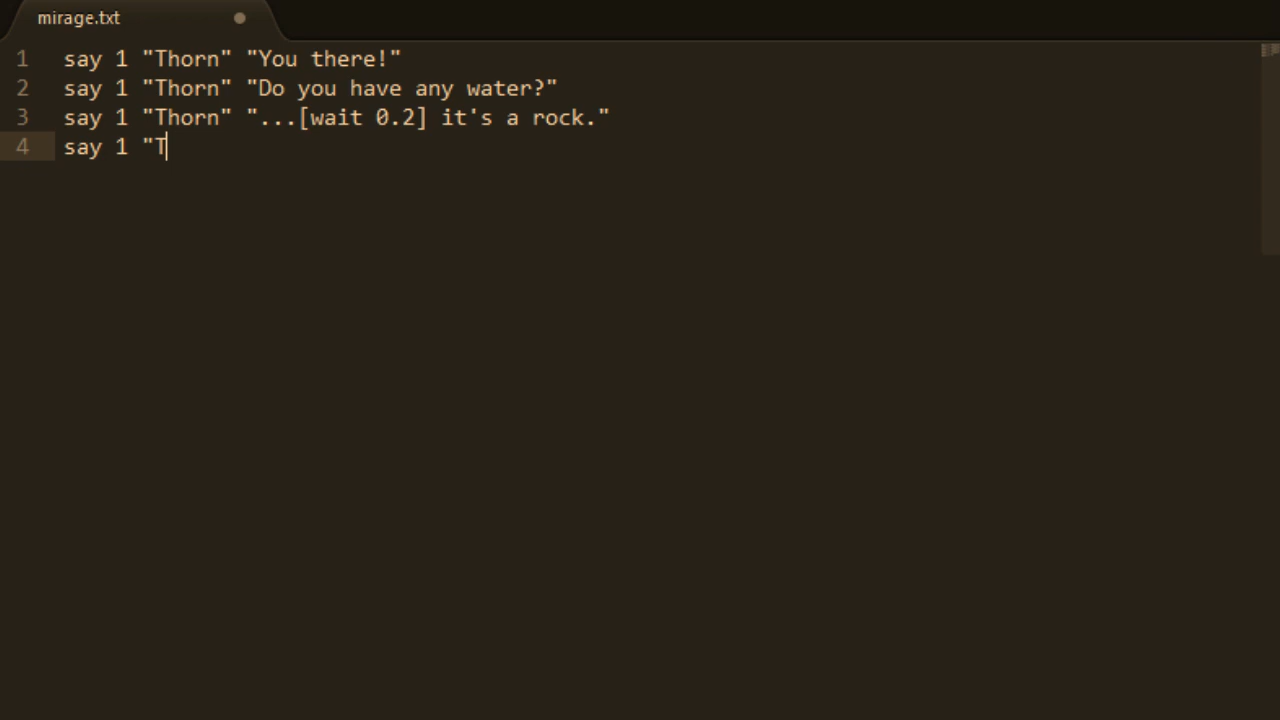 mirage.txt
1 say 1 "Thorn" "You there!"
2 say 1 "Thorn" "Do you have any water?"
3 say 1 "Thorn" "...[wait 0.2] it's a rock."
4 say 1 "T